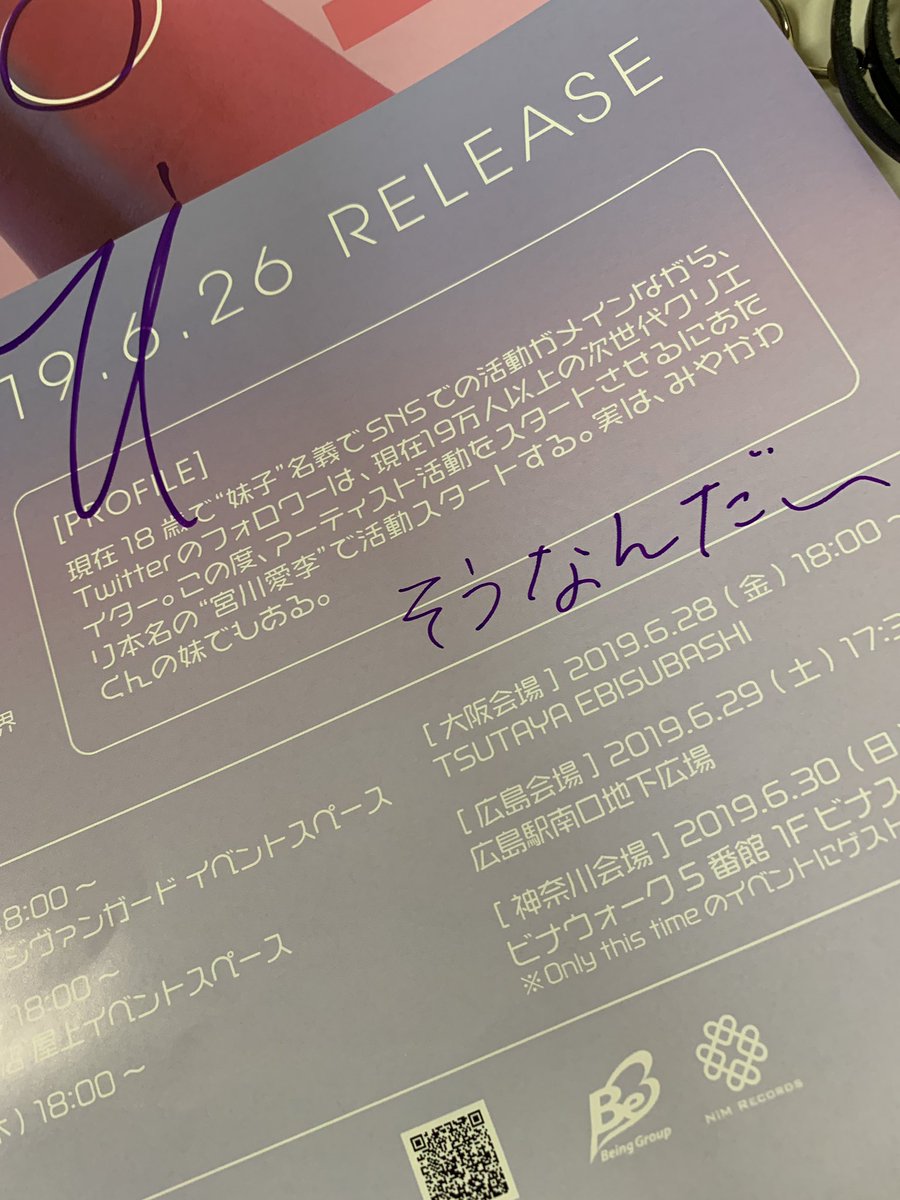 19.6.26 RELEASE
[PROFILE]
現在18歳で“妹子”名義でSNSでの活動がメインながら、
Twitterのフォロワーは、現在19万人以上の次世代クリエ
イター。この度、アーティスト活動をスタートさせるにあた
り本名の“宮川愛李”で活動スタートする。実は、みやかわ
くんの妹でもある。
そうなんだー
界
[大阪会場] 2019.6.28(金) 18:00～
TSUTAYA EBISUBASHI
[広島会場] 2019.6.29(土) 17:3
広島駅南口地下広場
[神奈川会場] 2019.6.30(日
ビナウォーク5番館 1Fビナス
※Only this timeのイベントにゲスト
8:00～
ジヴァンガード イベントスペース
18:00～
店 屋上イベントスペース
木) 18:00～
Being Group
NIM RECORDS